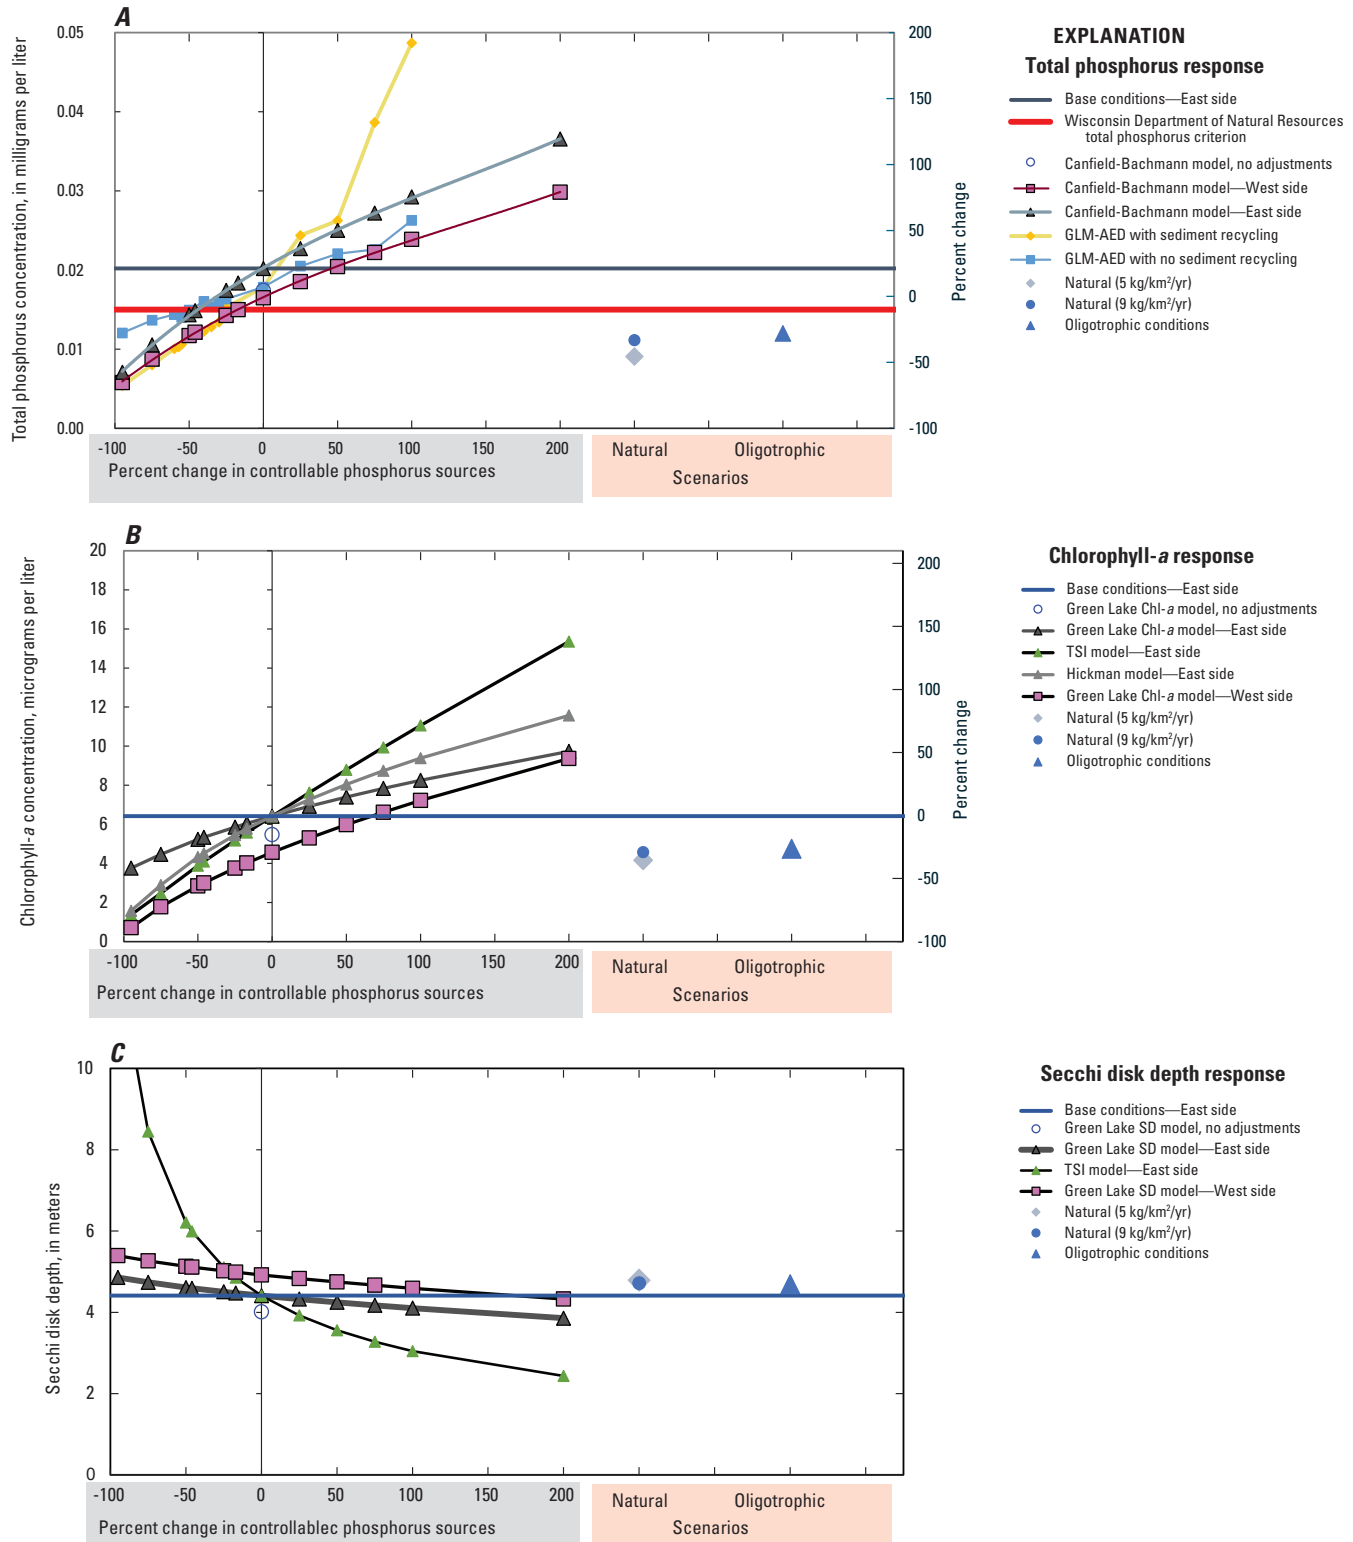 A
0.05
0.04
0.03
0.02
0.01
0.00
Total phosphorus concentration, in milligrams per liter
200
150
100
50
0
-50
-100
Percent change
-100 -50 0 50 100 150 200
Percent change in controllable phosphorus sources
Natural Oligotrophic
Scenarios
EXPLANATION
Total phosphorus response
Base conditions—East side
Wisconsin Department of Natural Resources
total phosphorus criterion
Canfield-Bachmann model, no adjustments
Canfield-Bachmann model—West side
Canfield-Bachmann model—East side
GLM-AED with sediment recycling
GLM-AED with no sediment recycling
Natural (5 kg/km²/yr)
Natural (9 kg/km²/yr)
Oligotrophic conditions
B
20
18
16
14
12
10
8
6
4
2
0
Chlorophyll-a concentration, micrograms per liter
200
150
100
50
0
-50
-100
Percent change
-100 -50 0 50 100 150 200
Percent change in controllable phosphorus sources
Natural Oligotrophic
Scenarios
Chlorophyll-a response
Base conditions—East side
Green Lake Chl-a model, no adjustments
Green Lake Chl-a model—East side
TSI model—East side
Hickman model—East side
Green Lake Chl-a model—West side
Natural (5 kg/km²/yr)
Natural (9 kg/km²/yr)
Oligotrophic conditions
C
10
8
6
4
2
0
Secchi disk depth, in meters
-100 -50 0 50 100 150 200
Percent change in controllablec phosphorus sources
Natural Oligotrophic
Scenarios
Secchi disk depth response
Base conditions—East side
Green Lake SD model, no adjustments
Green Lake SD model—East side
TSI model—East side
Green Lake SD model—West side
Natural (5 kg/km²/yr)
Natural (9 kg/km²/yr)
Oligotrophic conditions